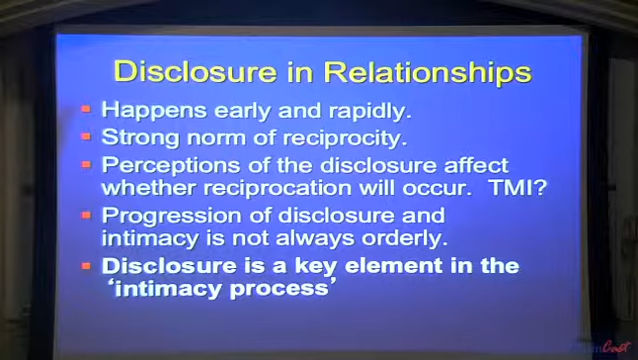 Disclosure in Relationships
Happens early and rapidly.
Strong norm of reciprocity.
Perceptions of the disclosure affect
whether reciprocation will occur. TMI?
Progression of disclosure and
intimacy is not always orderly.
Disclosure is a key element in the
‘intimacy process’